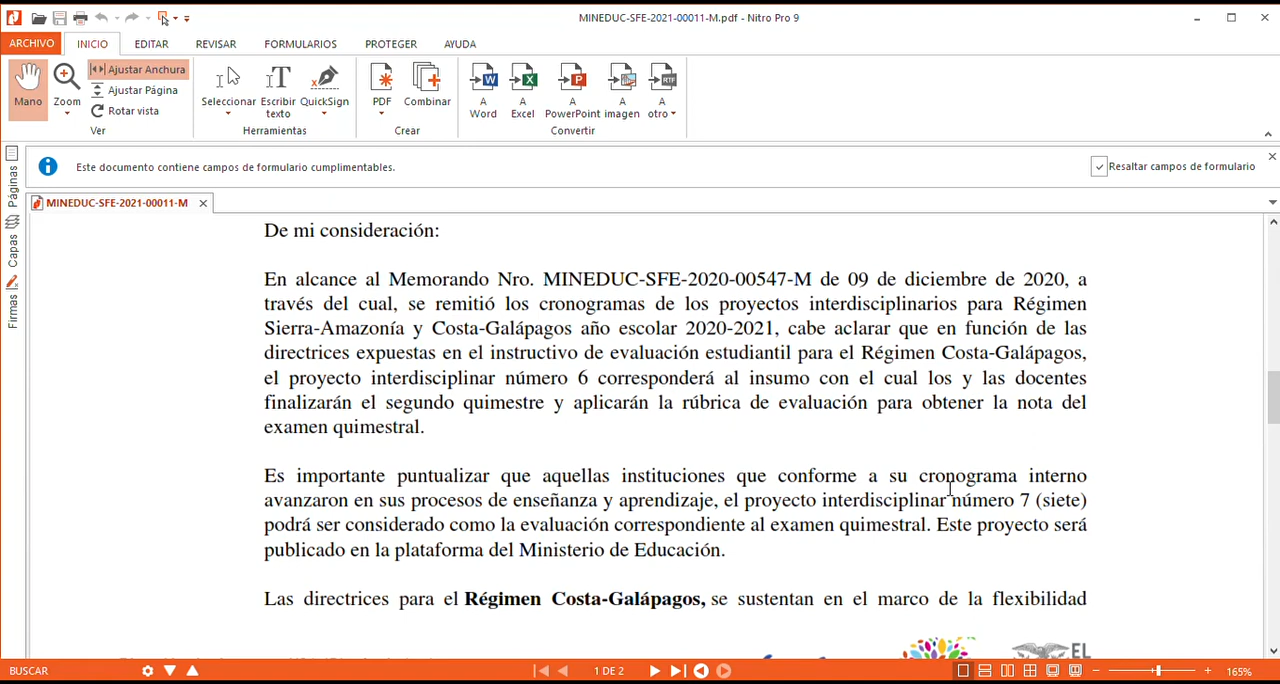 MINEDUC-SFE-2021-00011-M.pdf - Nitro Pro 9
ARCHIVO INICIO EDITAR REVISAR FORMULARIOS PROTEGER AYUDA
Mano
Zoom
Ajustar Anchura
Ajustar Página
Rotar vista
Ver
Seleccionar
Escribir texto
QuickSign
Herramientas
PDF
Combinar
Crear
A Word
A Excel
A PowerPoint
A imagen
A otro
Convertir
Este documento contiene campos de formulario cumplimentables.
Resaltar campos de formulario
Páginas
Capas
Firmas
MINEDUC-SFE-2021-00011-M
De mi consideración:
En alcance al Memorando Nro. MINEDUC-SFE-2020-00547-M de 09 de diciembre de 2020, a
través del cual, se remitió los cronogramas de los proyectos interdisciplinarios para Régimen
Sierra-Amazonía y Costa-Galápagos año escolar 2020-2021, cabe aclarar que en función de las
directrices expuestas en el instructivo de evaluación estudiantil para el Régimen Costa-Galápagos,
el proyecto interdisciplinar número 6 corresponderá al insumo con el cual los y las docentes
finalizarán el segundo quimestre y aplicarán la rúbrica de evaluación para obtener la nota del
examen quimestral.
Es importante puntualizar que aquellas instituciones que conforme a su cronograma interno
avanzaron en sus procesos de enseñanza y aprendizaje, el proyecto interdisciplinar número 7 (siete)
podrá ser considerado como la evaluación correspondiente al examen quimestral. Este proyecto será
publicado en la plataforma del Ministerio de Educación.
Las directrices para el Régimen Costa-Galápagos, se sustentan en el marco de la flexibilidad
EL
BUSCAR
1 DE 2
165%